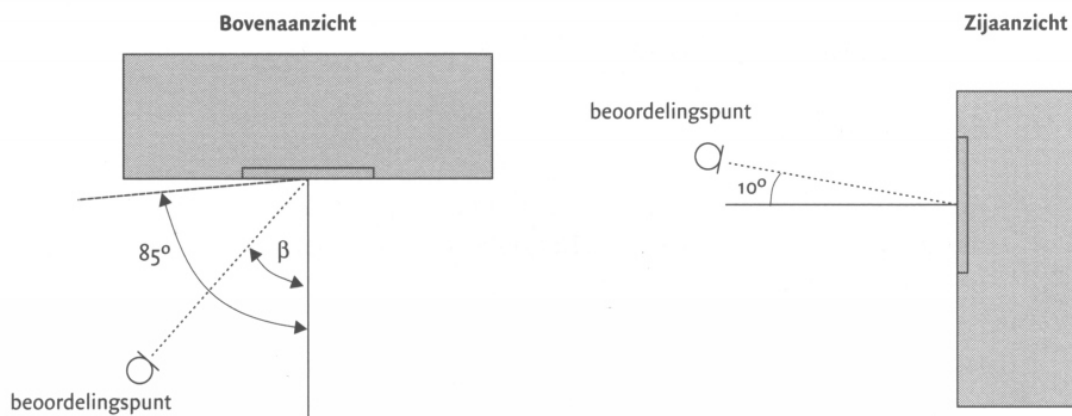 Bovenaanzicht
85°
β
beoordelingspunt
Zijaanzicht
beoordelingspunt
10°